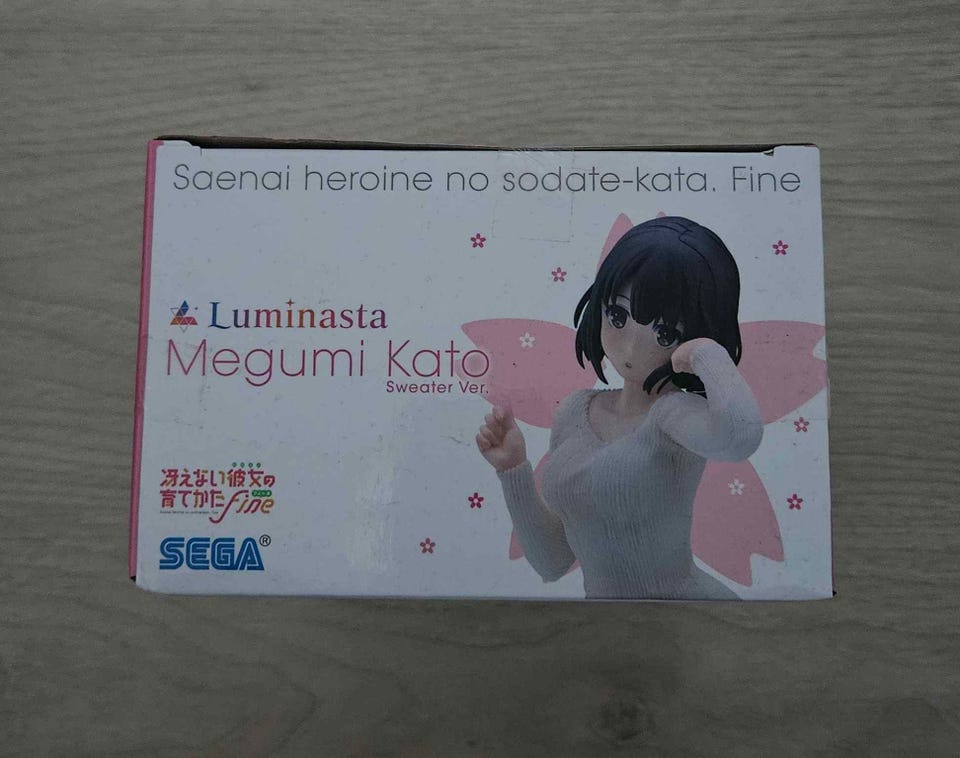 Saenai heroine no sodate-kata. Fine
Luminasta
Megumi Kato
Sweater Ver.
冴えない彼女の
育てかた fine
SEGA®